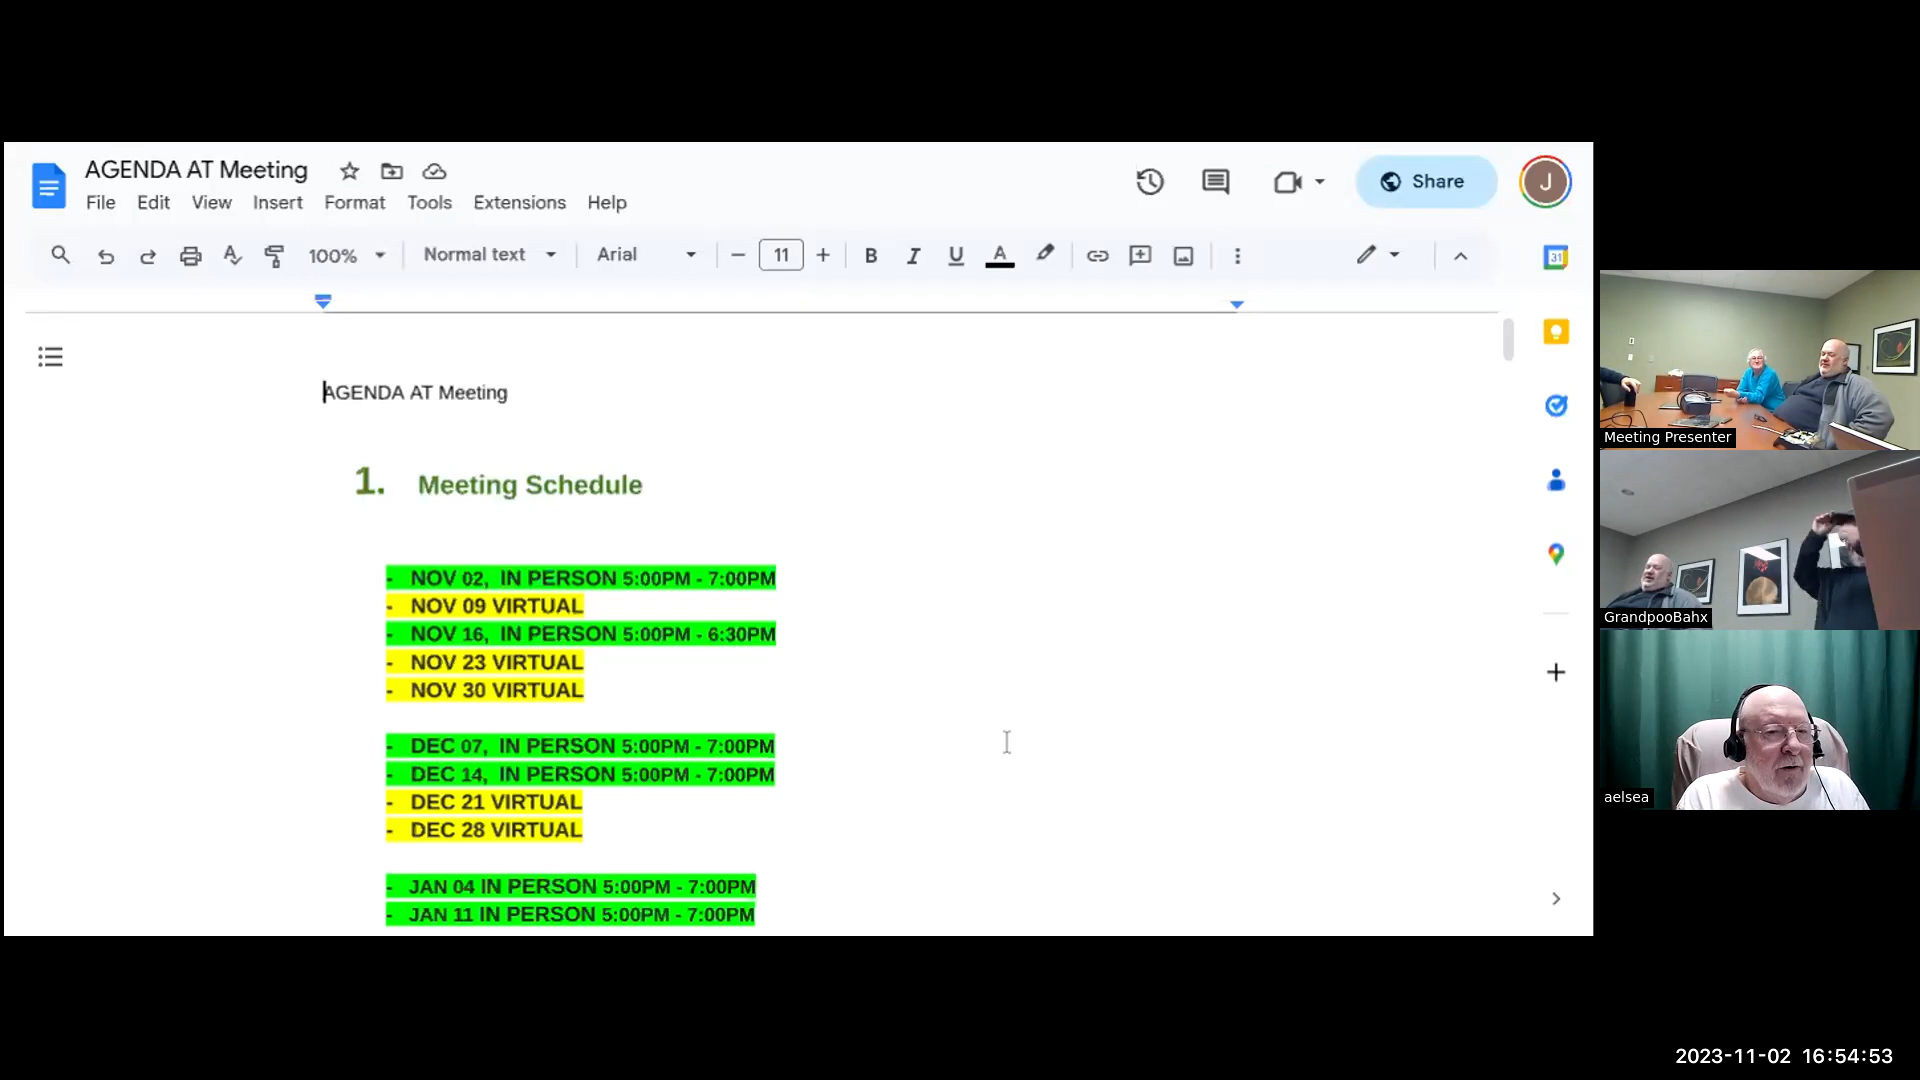 AGENDA AT Meeting
File Edit View Insert Format Tools Extensions Help
Share
J
100% Normal text Arial 11 B I U A
31
AGENDA AT Meeting
1. Meeting Schedule
- NOV 02, IN PERSON 5:00PM - 7:00PM
- NOV 09 VIRTUAL
- NOV 16, IN PERSON 5:00PM - 6:30PM
- NOV 23 VIRTUAL
- NOV 30 VIRTUAL
- DEC 07, IN PERSON 5:00PM - 7:00PM
- DEC 14, IN PERSON 5:00PM - 7:00PM
- DEC 21 VIRTUAL
- DEC 28 VIRTUAL
- JAN 04 IN PERSON 5:00PM - 7:00PM
- JAN 11 IN PERSON 5:00PM - 7:00PM
Meeting Presenter
GrandpooBahx
aelsea
2023-11-02 16:54:53